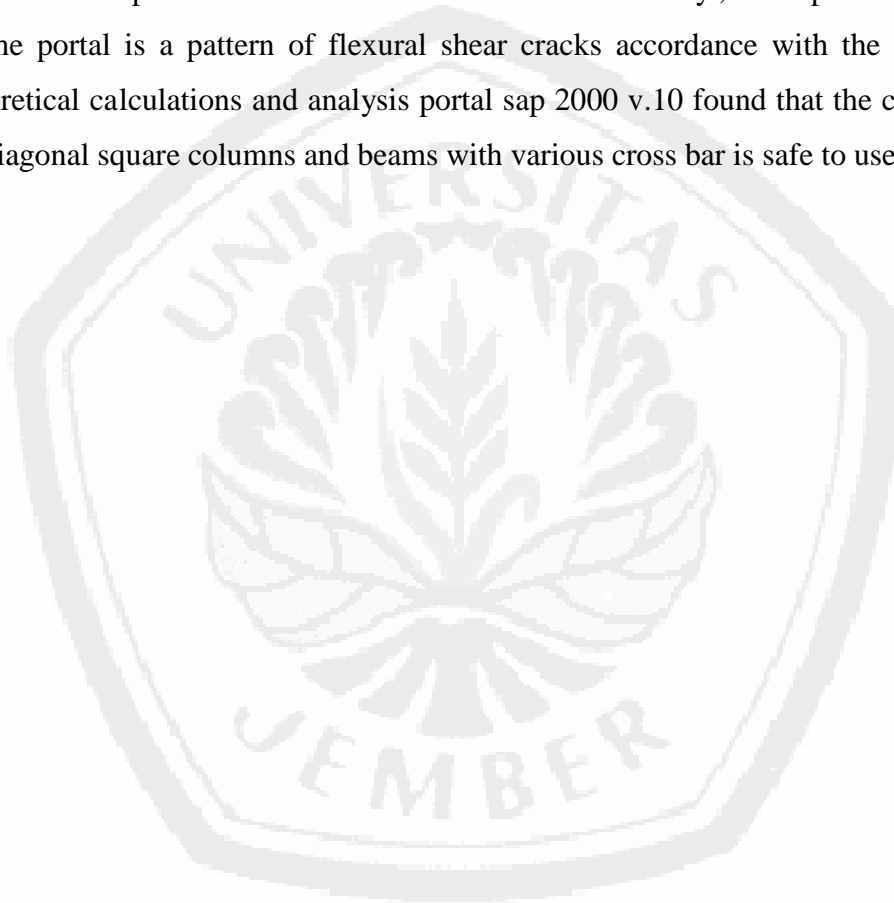 ne portal is a pattern of flexural shear cracks accordance with the
retical calculations and analysis portal sap 2000 v.10 found that the c
iagonal square columns and beams with various cross bar is safe to use
UNIVERSITAS
JEMBER